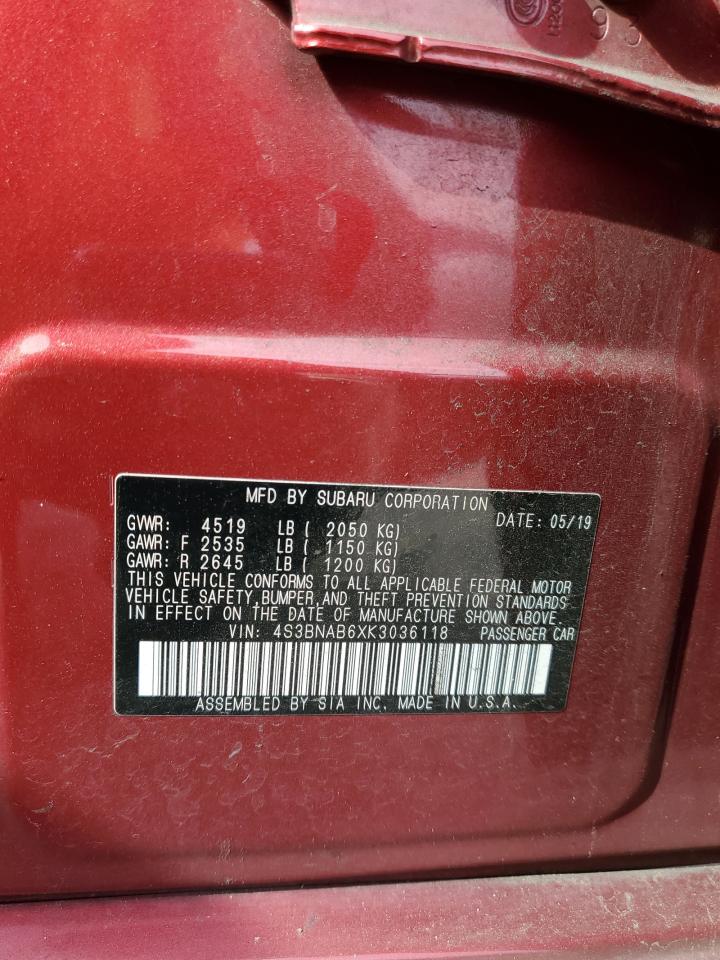 MFD BY SUBARU CORPORATION
GVWR: 4519 LB ( 2050 KG) DATE: 05/19
GAWR: F 2535 LB ( 1150 KG)
GAWR: R 2645 LB ( 1200 KG)
THIS VEHICLE CONFORMS TO ALL APPLICABLE FEDERAL MOTOR
VEHICLE SAFETY,BUMPER,AND THEFT PREVENTION STANDARDS
IN EFFECT ON THE DATE OF MANUFACTURE SHOWN ABOVE.
VIN: 4S3BNAB6XK3036118 PASSENGER CAR
ASSEMBLED BY SIA INC. MADE IN U.S.A.